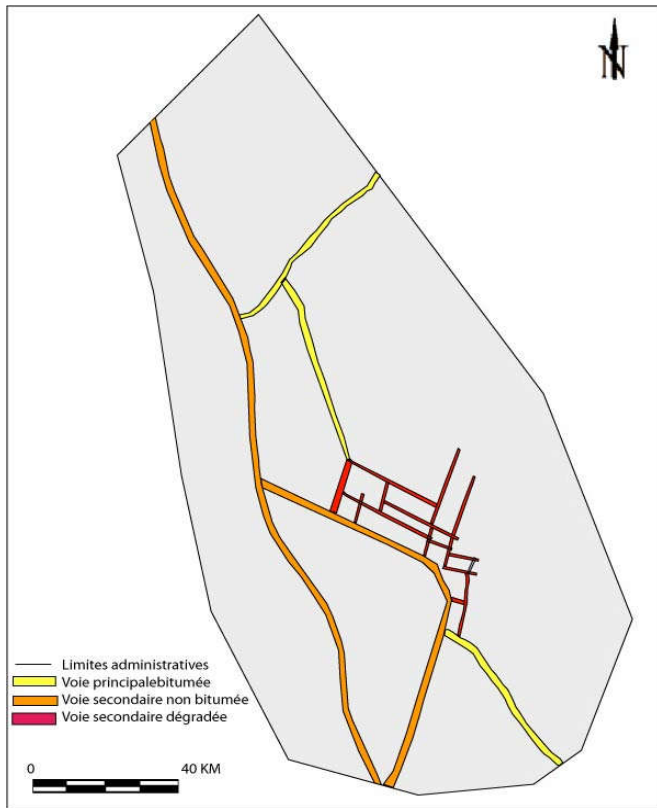 N
Limites administratives
Voie principalebitumée
Voie secondaire non bitumée
Voie secondaire dégradée
0 40 KM